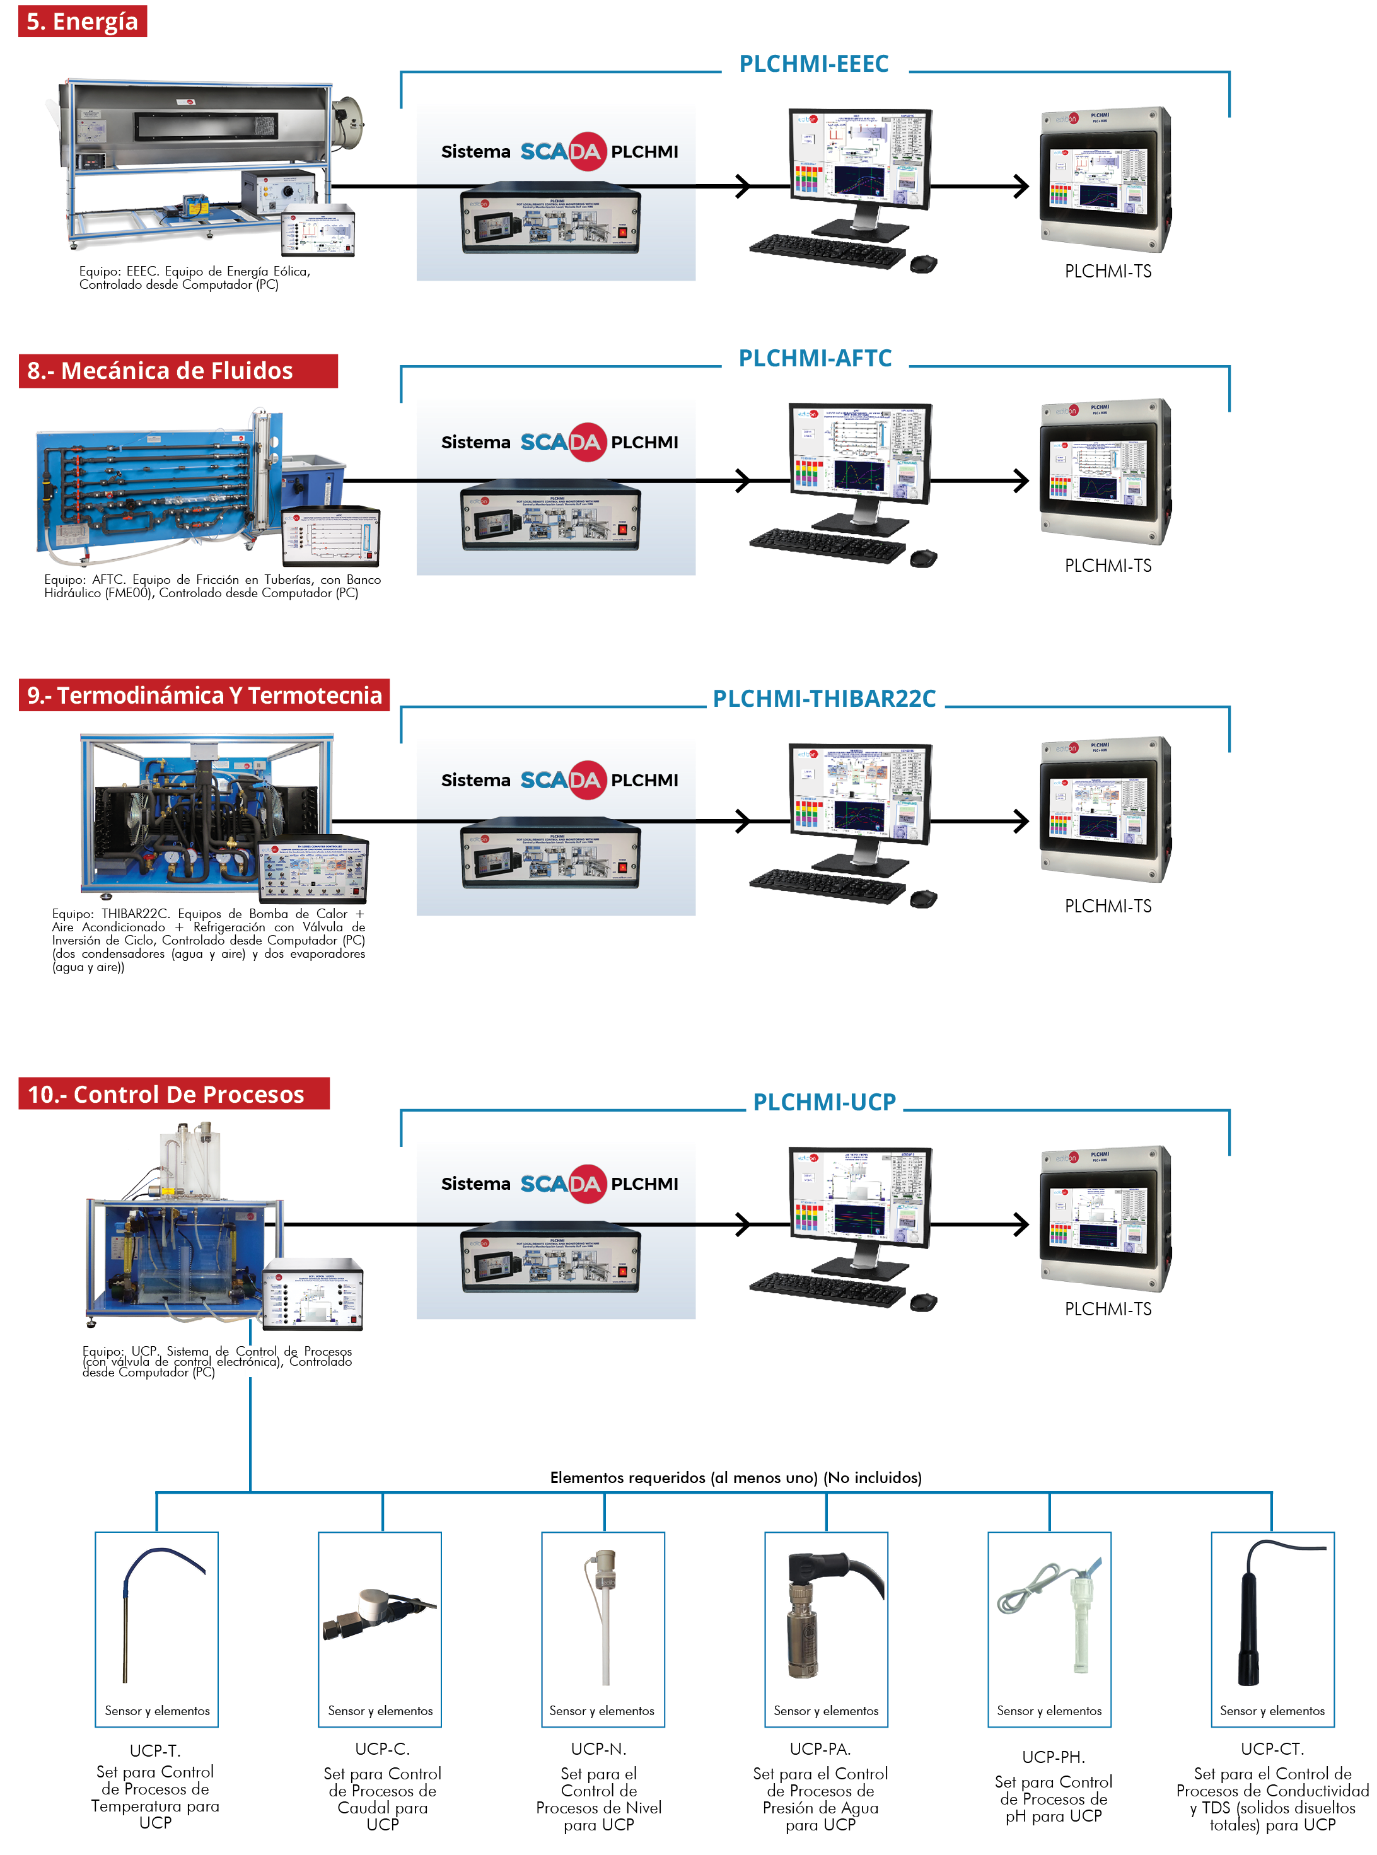 5. Energía
PLCHMI-EEEC
Sistema SCADA PLCHMI
PLCHMI
PLCHMI
Equipo: EEEC. Equipo de Energía Eólica,
Controlado desde Computador (PC)
PLCHMI-TS
8.- Mecánica de Fluidos
PLCHMI-AFTC
Sistema SCADA PLCHMI
PLCHMI
PLCHMI
PLCHMI-TS
Equipo: AFTC. Equipo de Fricción en Tuberías, con Banco
Hidráulico (FME00), Controlado desde Computador (PC)
9.- Termodinámica Y Termotecnia
PLCHMI-THIBAR22C
Sistema SCADA PLCHMI
PLCHMI
PLCHMI
PLCHMI-TS
Equipo: THIBAR22C. Equipos de Bomba de Calor +
Aire Acondicionado + Refrigeración con Válvula de
Inversión de Ciclo, Controlado desde Computador (PC)
(dos condensadores (agua y aire) y dos evaporadores
(agua y aire))
10.- Control De Procesos
PLCHMI-UCP
Sistema SCADA PLCHMI
PLCHMI
PLCHMI
PLCHMI-TS
Equipo: UCP. Sistema de Control de Procesos
(con válvula de control electrónica), Controlado
desde Computador (PC)
Elementos requeridos (al menos uno) (No incluidos)
Sensor y elementos
Sensor y elementos
Sensor y elementos
Sensor y elementos
Sensor y elementos
Sensor y elementos
UCP-T.
Set para Control
de Procesos de
Temperatura para
UCP
UCP-C.
Set para Control
de Procesos de
Caudal para
UCP
UCP-N.
Set para el
Control de
Procesos de Nivel
para UCP
UCP-PA.
Set para el Control
de Procesos de
Presión de Agua
para UCP
UCP-PH.
Set para Control
de Procesos de
pH para UCP
UCP-CT.
Set para el Control de
Procesos de Conductividad
y TDS (solidos disueltos
totales) para UCP